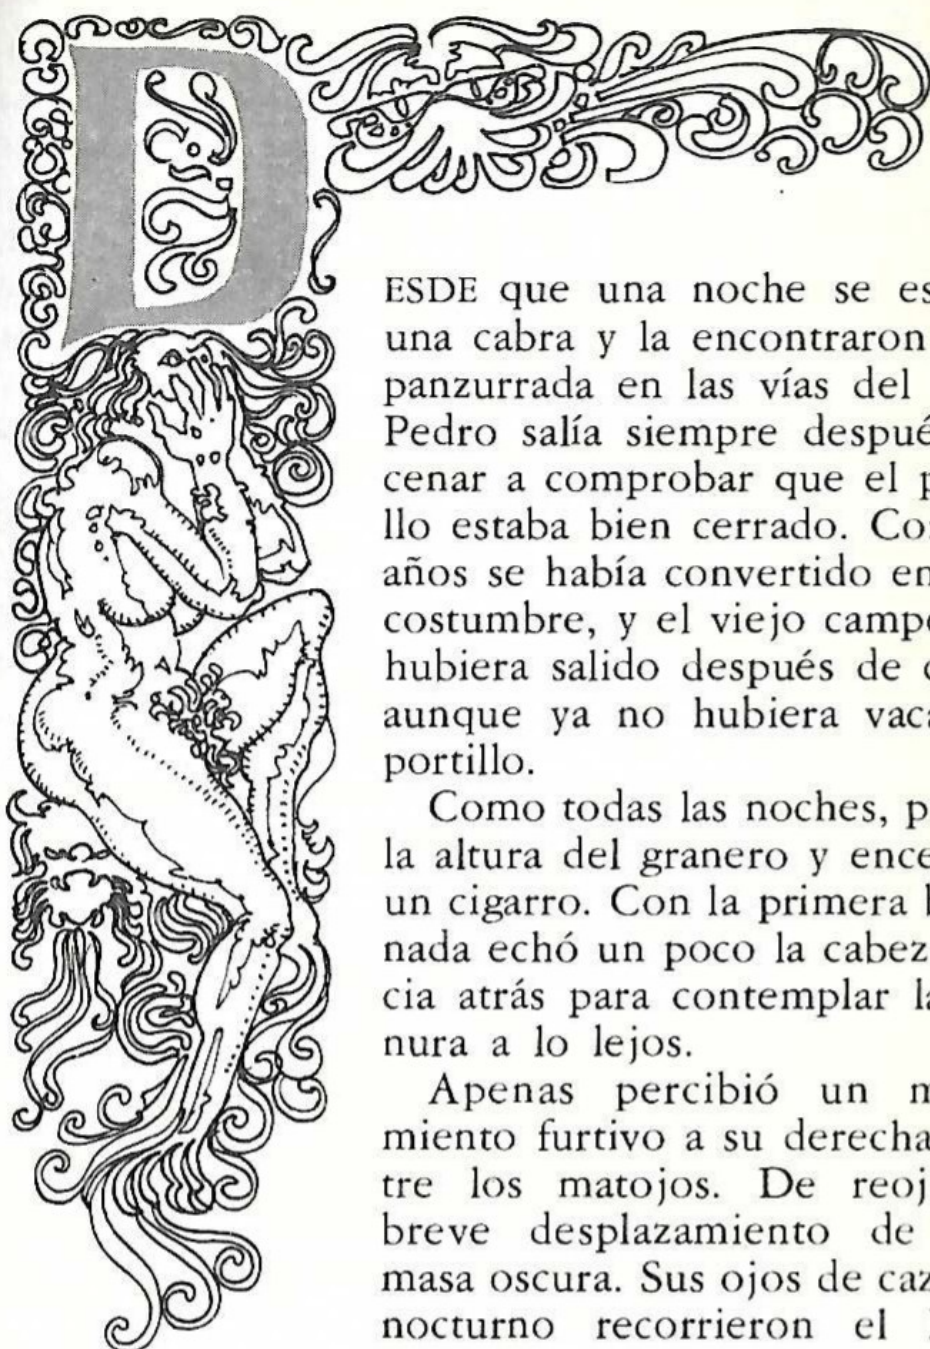 DESDE que una noche se es
una cabra y la encontraron
panzurrada en las vías del
Pedro salía siempre despué
cenar a comprobar que el p
llo estaba bien cerrado. Co
años se había convertido en
costumbre, y el viejo campe
hubiera salido después de
aunque ya no hubiera vaca
portillo.
Como todas las noches, p
la altura del granero y ence
un cigarro. Con la primera
nada echó un poco la cabez
cia atrás para contemplar la
nura a lo lejos.
Apenas percibió un
miento furtivo a su derecha
tre los matojos. De reoj
breve desplazamiento de
masa oscura. Sus ojos de caz
nocturno recorrieron el